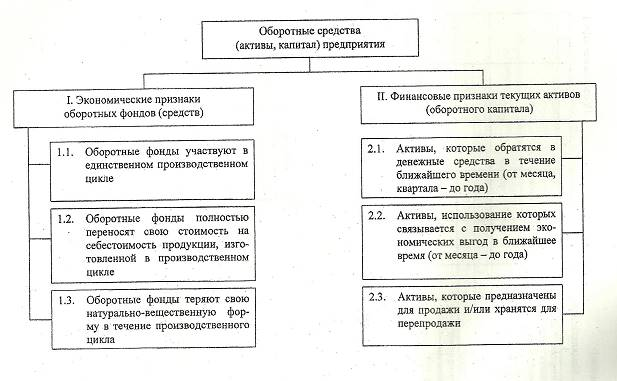 Оборотные средства
(активы, капитал) предприятия
I. Экономические признаки
оборотных фондов (средств)
1.1. Оборотные фонды участвуют в
единственном производственном
цикле
1.2. Оборотные фонды полностью
переносят свою стоимость на
себестоимость продукции, изго-
товленной в производственном
цикле
1.3. Оборотные фонды теряют свою
натурально-вещественную фор-
му в течение производственного
цикла
II. Финансовые признаки текущих активов
(оборотного капитала)
2.1. Активы, которые обратятся в
денежные средства в течение
ближайшего времени (от месяца,
квартала – до года)
2.2. Активы, использование которых
связывается с получением эко-
номических выгод в ближайшее
время (от месяца – до года)
2.3. Активы, которые предназначены
для продажи и/или хранятся для
перепродажи